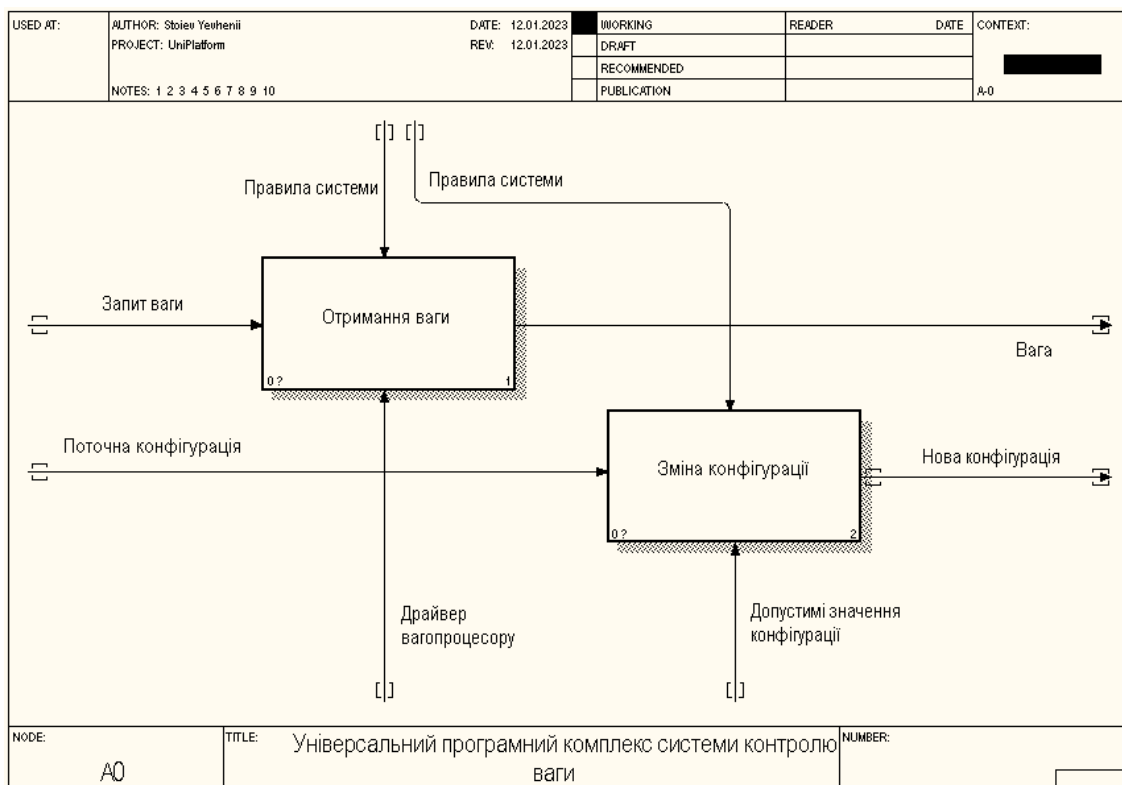 USED AT:
AUTHOR: Stoiev Yevhenii
DATE: 12.01.2023
WORKING
READER
DATE
CONTEXT:
PROJECT: UniPlatform
REV: 12.01.2023
DRAFT
RECOMMENDED
NOTES: 1 2 3 4 5 6 7 8 9 10
PUBLICATION
A-0
Правила системи
Правила системи
Запит ваги
Отримання ваги
0 ?
1
Вага
Поточна конфігурація
Зміна конфігурації
0 ?
2
Нова конфігурація
Драйвер
вагопроцесору
Допустимі значення
конфігурації
NODE:
A0
TITLE:
Універсальний програмний комплекс системи контролю
ваги
NUMBER: